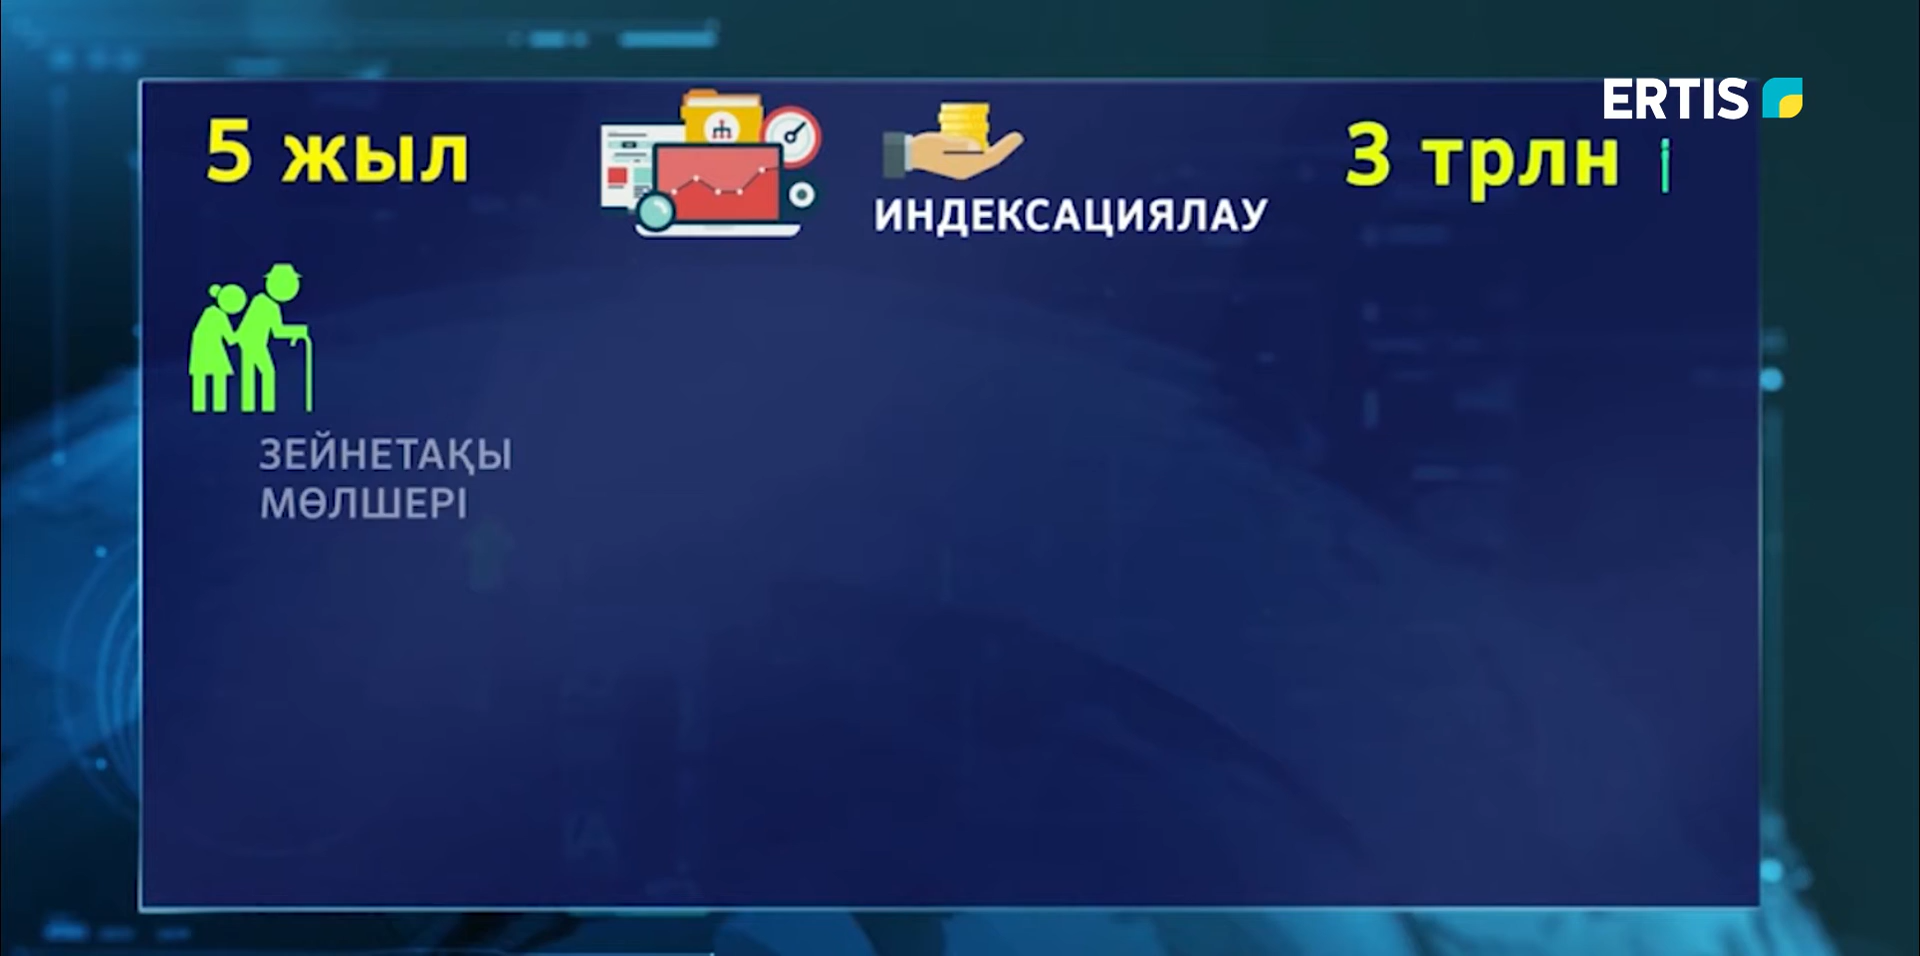 ERTIS
5 жыл
ИНДЕКСАЦИЯЛАУ
3 трлн
ЗЕЙНЕТАҚЫ
МӨЛШЕРІ